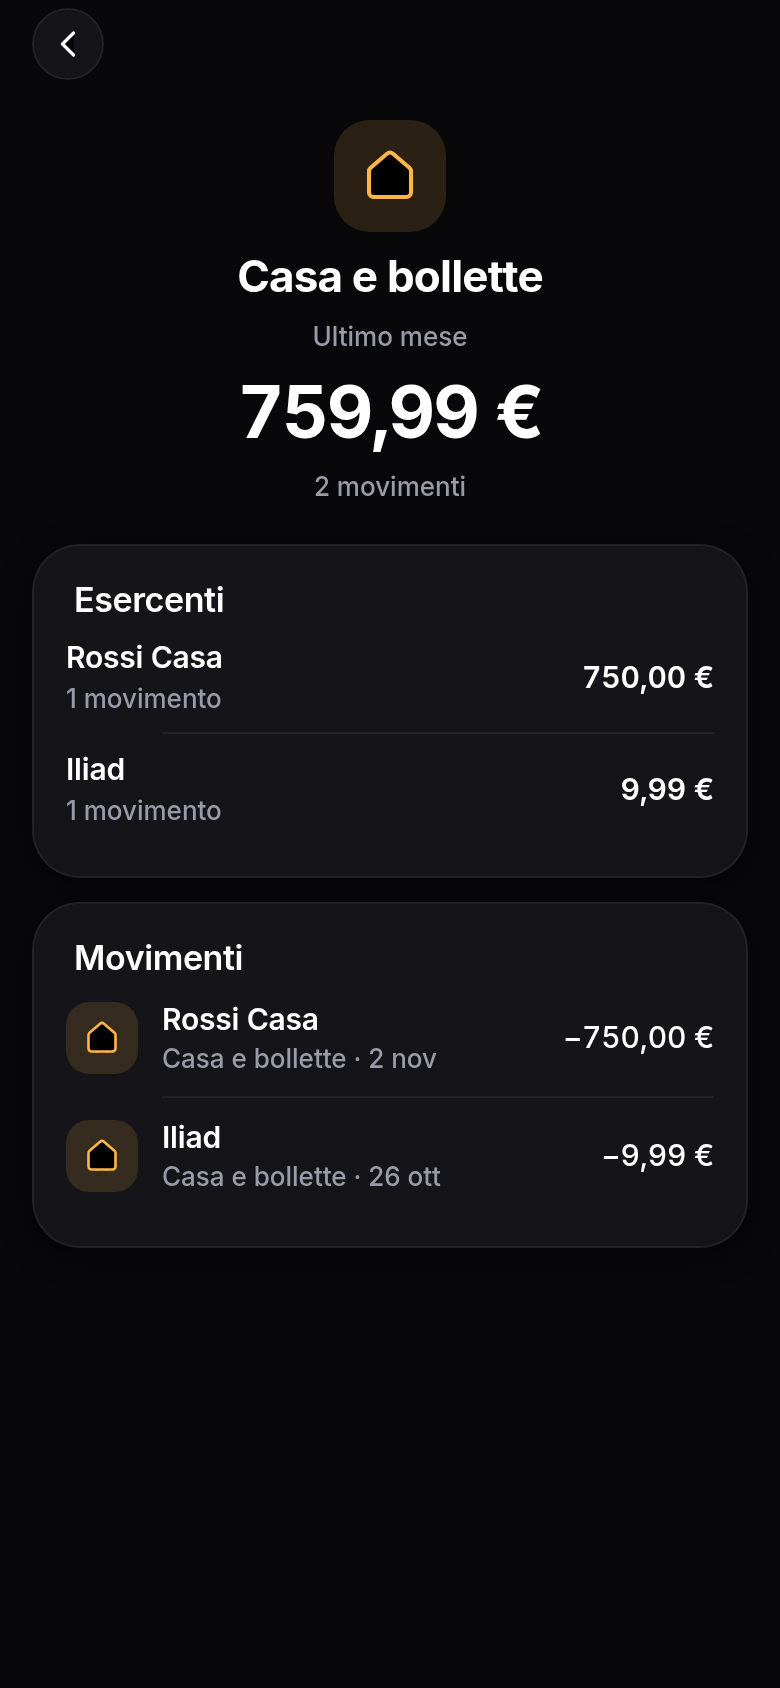 Casa e bollette
Ultimo mese
759,99 €
2 movimenti
Esercenti
Rossi Casa
750,00 €
1 movimento
Iliad
9,99 €
1 movimento
Movimenti
Rossi Casa
−750,00 €
Casa e bollette · 2 nov
Iliad
−9,99 €
Casa e bollette · 26 ott